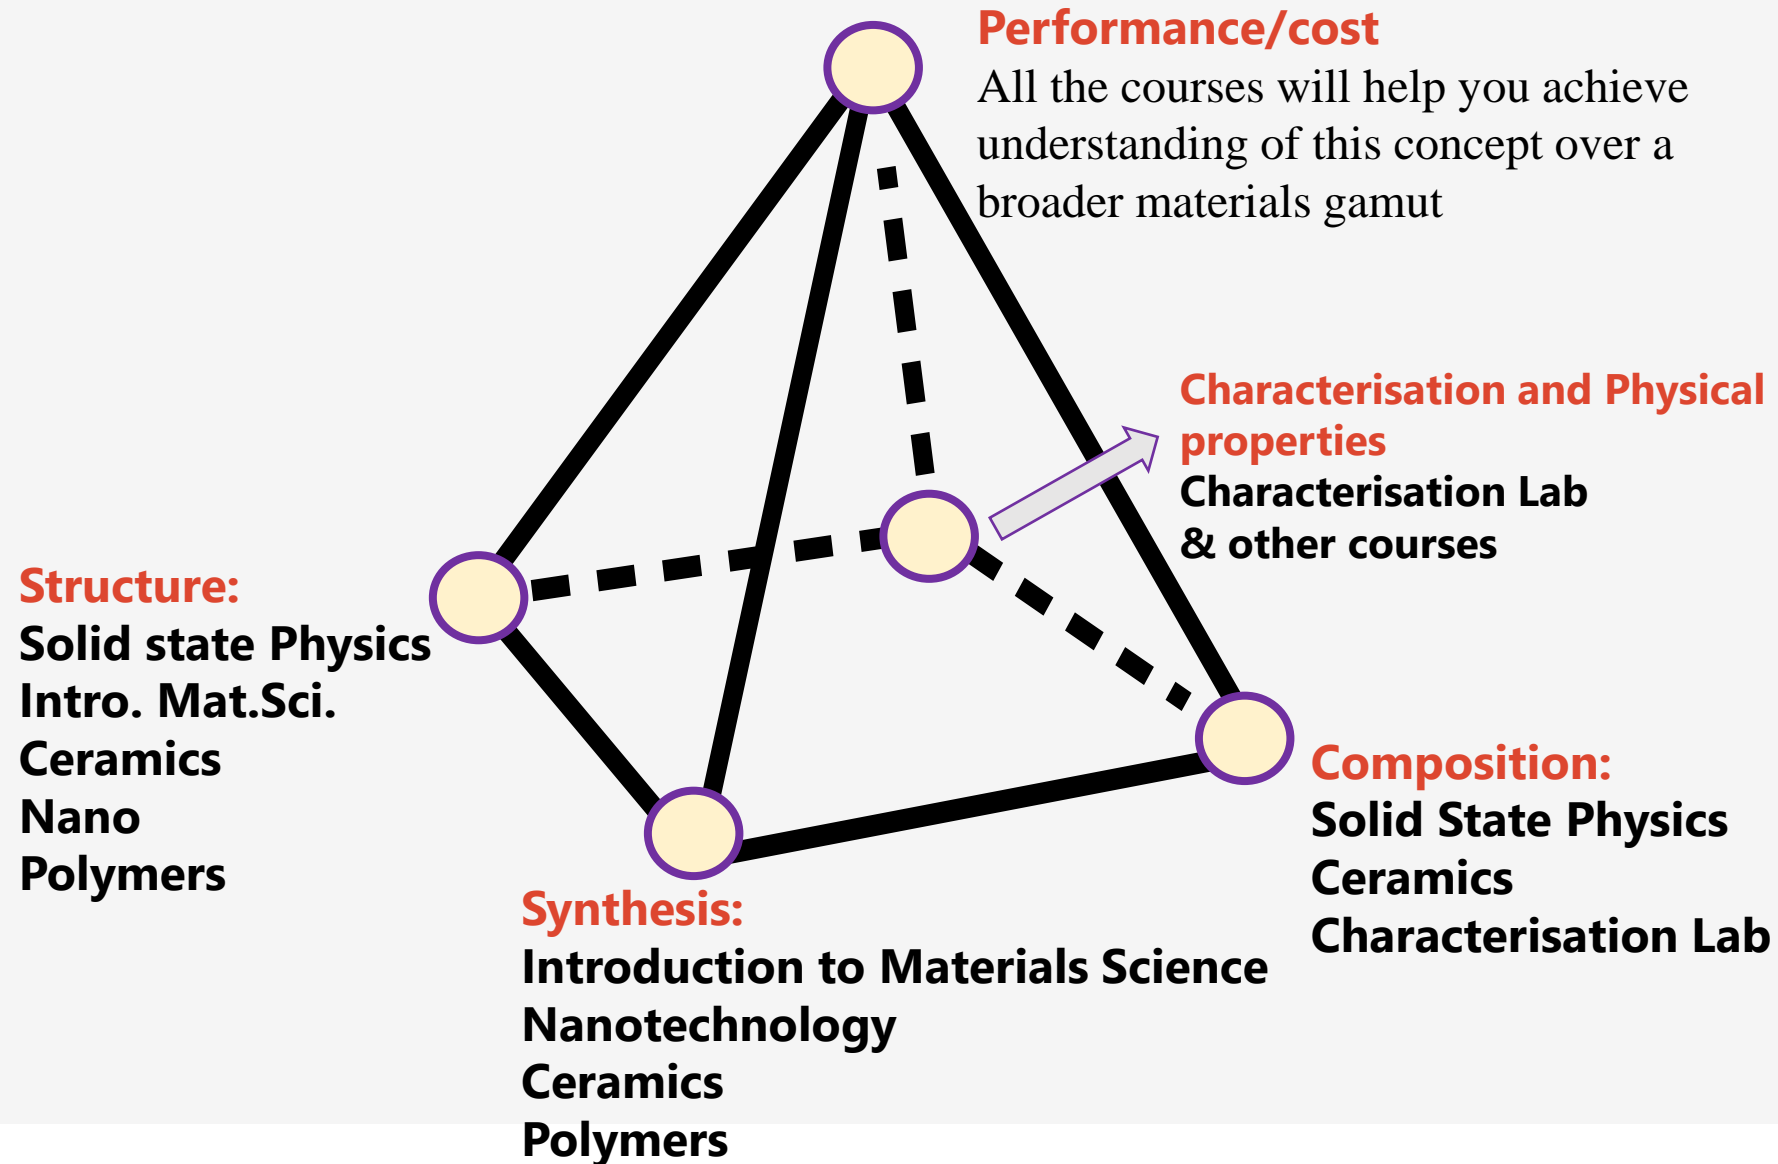 Performance/cost
All the courses will help you achieve
understanding of this concept over a
broader materials gamut
Characterisation and Physical
properties
Characterisation Lab
& other courses
Structure:
Solid state Physics
Intro. Mat.Sci.
Ceramics
Nano
Polymers
Composition:
Solid State Physics
Ceramics
Characterisation Lab
Synthesis:
Introduction to Materials Science
Nanotechnology
Ceramics
Polymers